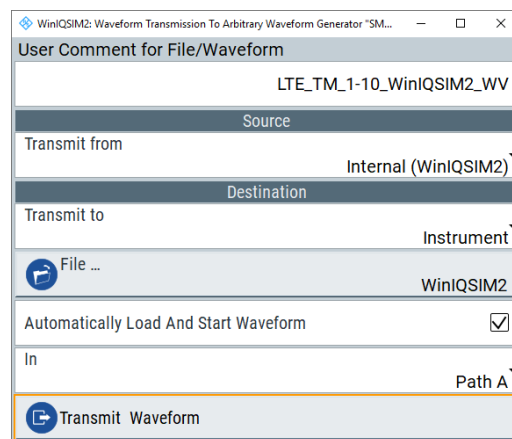 WinIQSIM2: Waveform Transmission To Arbitrary Waveform Generator "SM...
User Comment for File/Waveform
LTE_TM_1-10_WinIQSIM2_WV
Source
Transmit from
Internal (WinIQSIM2)
Destination
Transmit to
Instrument
File ...
WinIQSIM2
Automatically Load And Start Waveform
In
Path A
Transmit Waveform